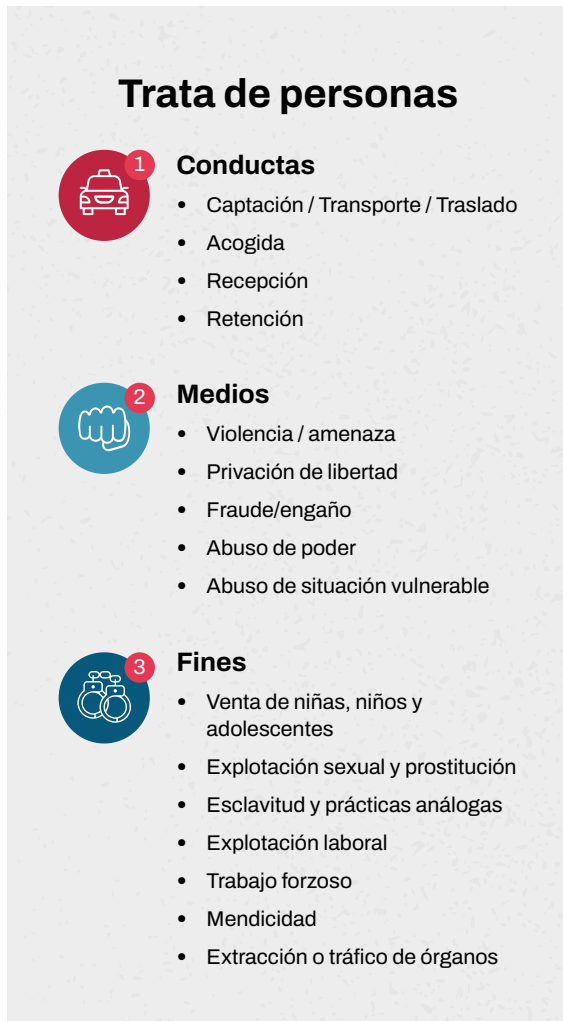 Trata de personas
1
Conductas
• Captación / Transporte / Traslado
• Acogida
• Recepción
• Retención
2
Medios
• Violencia / amenaza
• Privación de libertad
• Fraude/engaño
• Abuso de poder
• Abuso de situación vulnerable
3
Fines
• Venta de niñas, niños y
adolescentes
• Explotación sexual y prostitución
• Esclavitud y prácticas análogas
• Explotación laboral
• Trabajo forzoso
• Mendicidad
• Extracción o tráfico de órganos